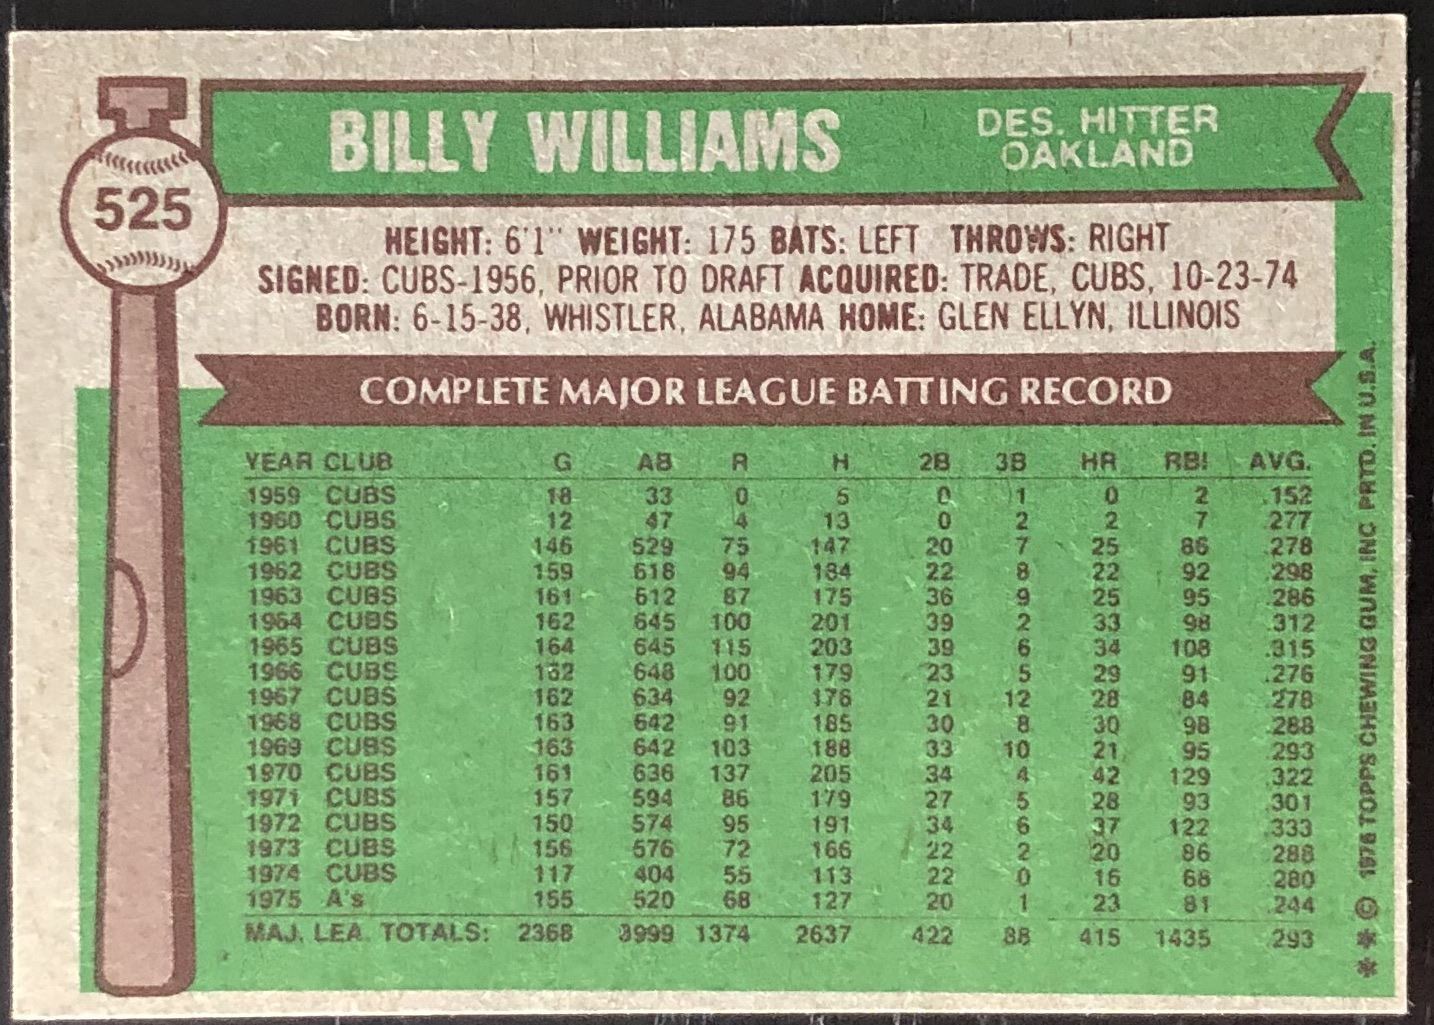 BILLY WILLIAMS
DES. HITTER
OAKLAND
525
HEIGHT: 6'1" WEIGHT: 175 BATS: LEFT THROWS: RIGHT
SIGNED: CUBS-1956, PRIOR TO DRAFT ACQUIRED: TRADE, CUBS, 10-23-74
BORN: 6-15-38, WHISTLER, ALABAMA HOME: GLEN ELLYN, ILLINOIS
COMPLETE MAJOR LEAGUE BATTING RECORD
YEAR CLUB G AB R H 2B 3B HR RBI AVG.
1959 CUBS 18 33 0 5 0 1 0 2 .152
1960 CUBS 12 47 4 13 0 2 2 7 .277
1961 CUBS 146 529 75 147 20 7 25 86 .278
1962 CUBS 159 618 94 184 22 8 22 92 .298
1963 CUBS 161 612 87 175 36 9 25 95 .286
1964 CUBS 162 645 100 201 39 2 33 98 .312
1965 CUBS 164 645 115 203 39 6 34 108 .315
1966 CUBS 162 648 100 179 23 5 29 91 .276
1967 CUBS 162 634 92 176 21 12 28 84 .278
1968 CUBS 163 642 91 185 30 8 30 98 .288
1969 CUBS 163 642 103 188 33 10 21 95 .293
1970 CUBS 161 636 137 205 34 4 42 129 .322
1971 CUBS 157 594 86 179 27 5 28 93 .301
1972 CUBS 150 574 95 191 34 6 37 122 .333
1973 CUBS 156 576 72 166 22 2 20 86 .288
1974 CUBS 117 404 55 113 22 0 16 68 .280
1975 A's 155 520 68 127 20 1 23 81 .244
MAJ. LEA. TOTALS: 2368 8999 1374 2637 422 88 415 1435 .293
* * © 1976 TOPPS CHEWING GUM, INC PRTD. IN U.S.A.